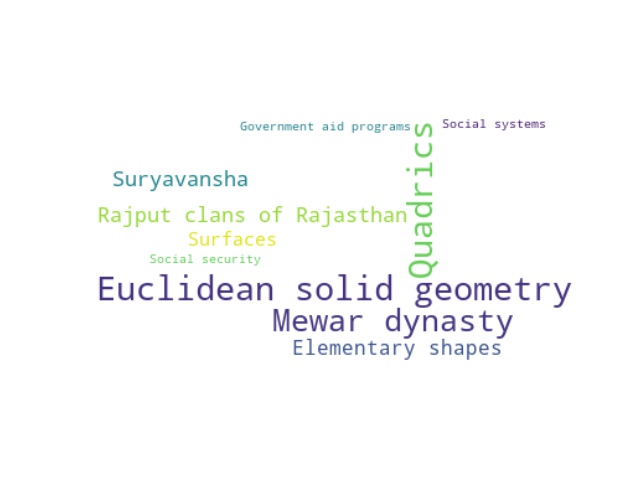 Government aid programs
Social systems
Quadrics
Suryavansha
Rajput clans of Rajasthan
Surfaces
Social security
Euclidean solid geometry
Mewar dynasty
Elementary shapes